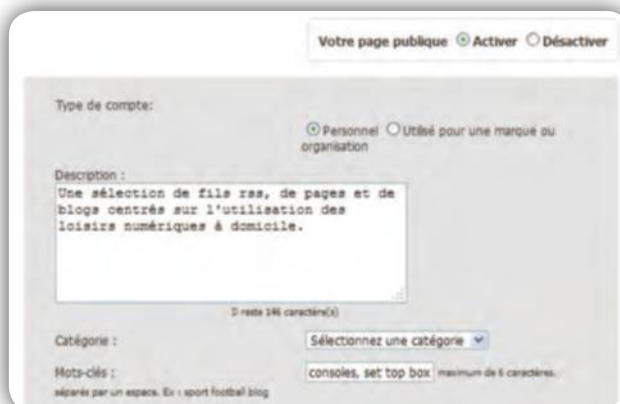 Votre page publique Activer Désactiver
Type de compte:
Personnel Utilisé pour une marque ou
organisation
Description :
Une sélection de fils rss, de pages et de
blogs centrés sur l'utilisation des
loisirs numériques à domicile.
Il reste 146 caractère(s)
Catégorie : Sélectionnez une catégorie
Mots-clés : consoles, set top box maximum de 6 caractères.
séparés par un espace. Ex : sport football blog